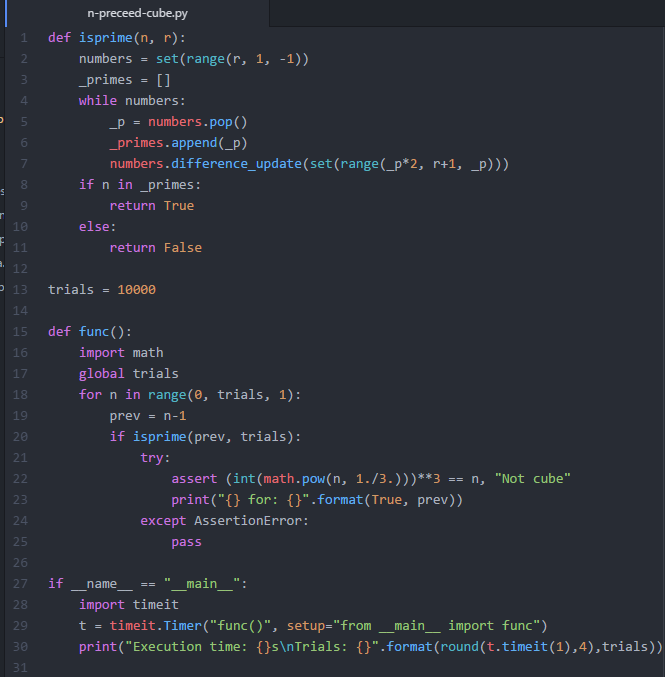 n-preceed-cube.py
1 def isprime(n, r):
2     numbers = set(range(r, 1, -1))
3     _primes = []
4     while numbers:
5         _p = numbers.pop()
6         _primes.append(_p)
7         numbers.difference_update(set(range(_p*2, r+1, _p)))
8     if n in _primes:
9         return True
10     else:
11         return False
12
13 trials = 10000
14
15 def func():
16     import math
17     global trials
18     for n in range(0, trials, 1):
19         prev = n-1
20         if isprime(prev, trials):
21             try:
22                 assert (int(math.pow(n, 1./3.)))**3 == n, "Not cube"
23                 print("{} for: {}".format(True, prev))
24             except AssertionError:
25                 pass
26
27 if __name__ == "__main__":
28     import timeit
29     t = timeit.Timer("func()", setup="from __main__ import func")
30     print("Execution time: {}s\nTrials: {}".format(round(t.timeit(1),4),trials))
31